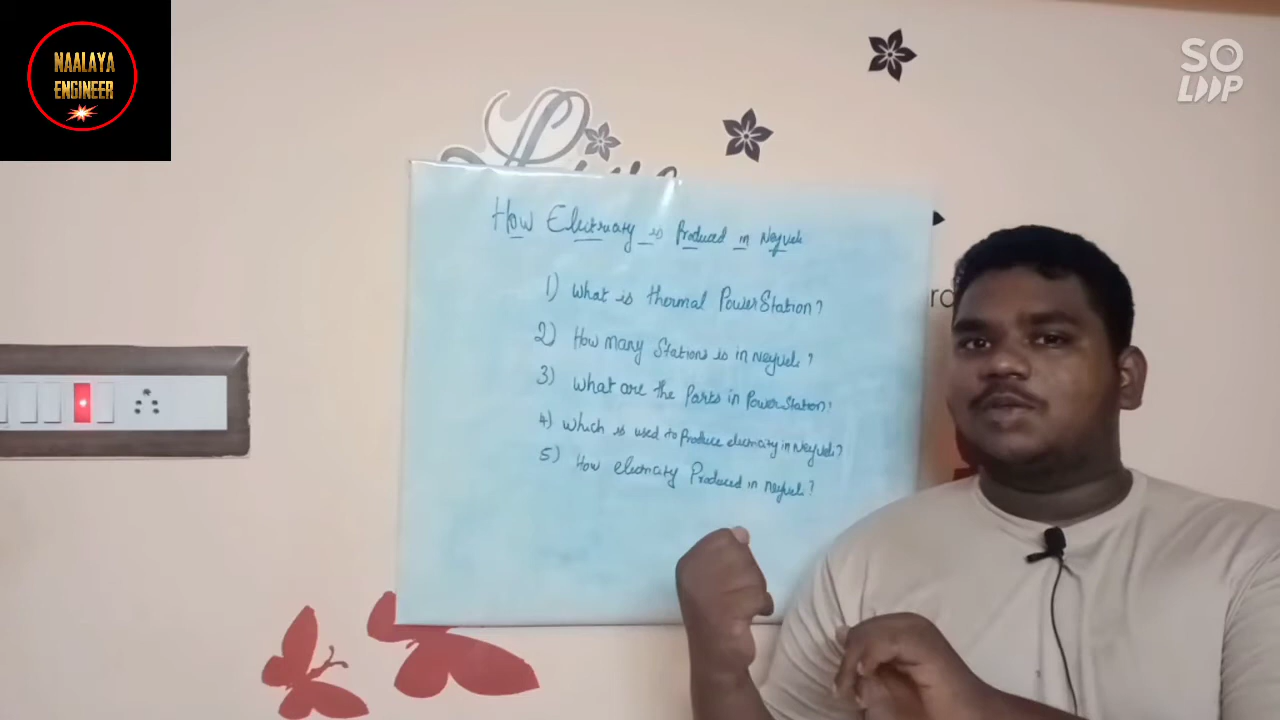 NAALAYA
ENGINEER
SO
LOOP
How Electricity is Produced in Neyveli
1) What is thermal Power Station?
2) How many Stations is in Neyveli?
3) What are the Parts in Power Station?
4) Which is used to Produce electricity in Neyveli?
5) How electricity Produced in neyveli?